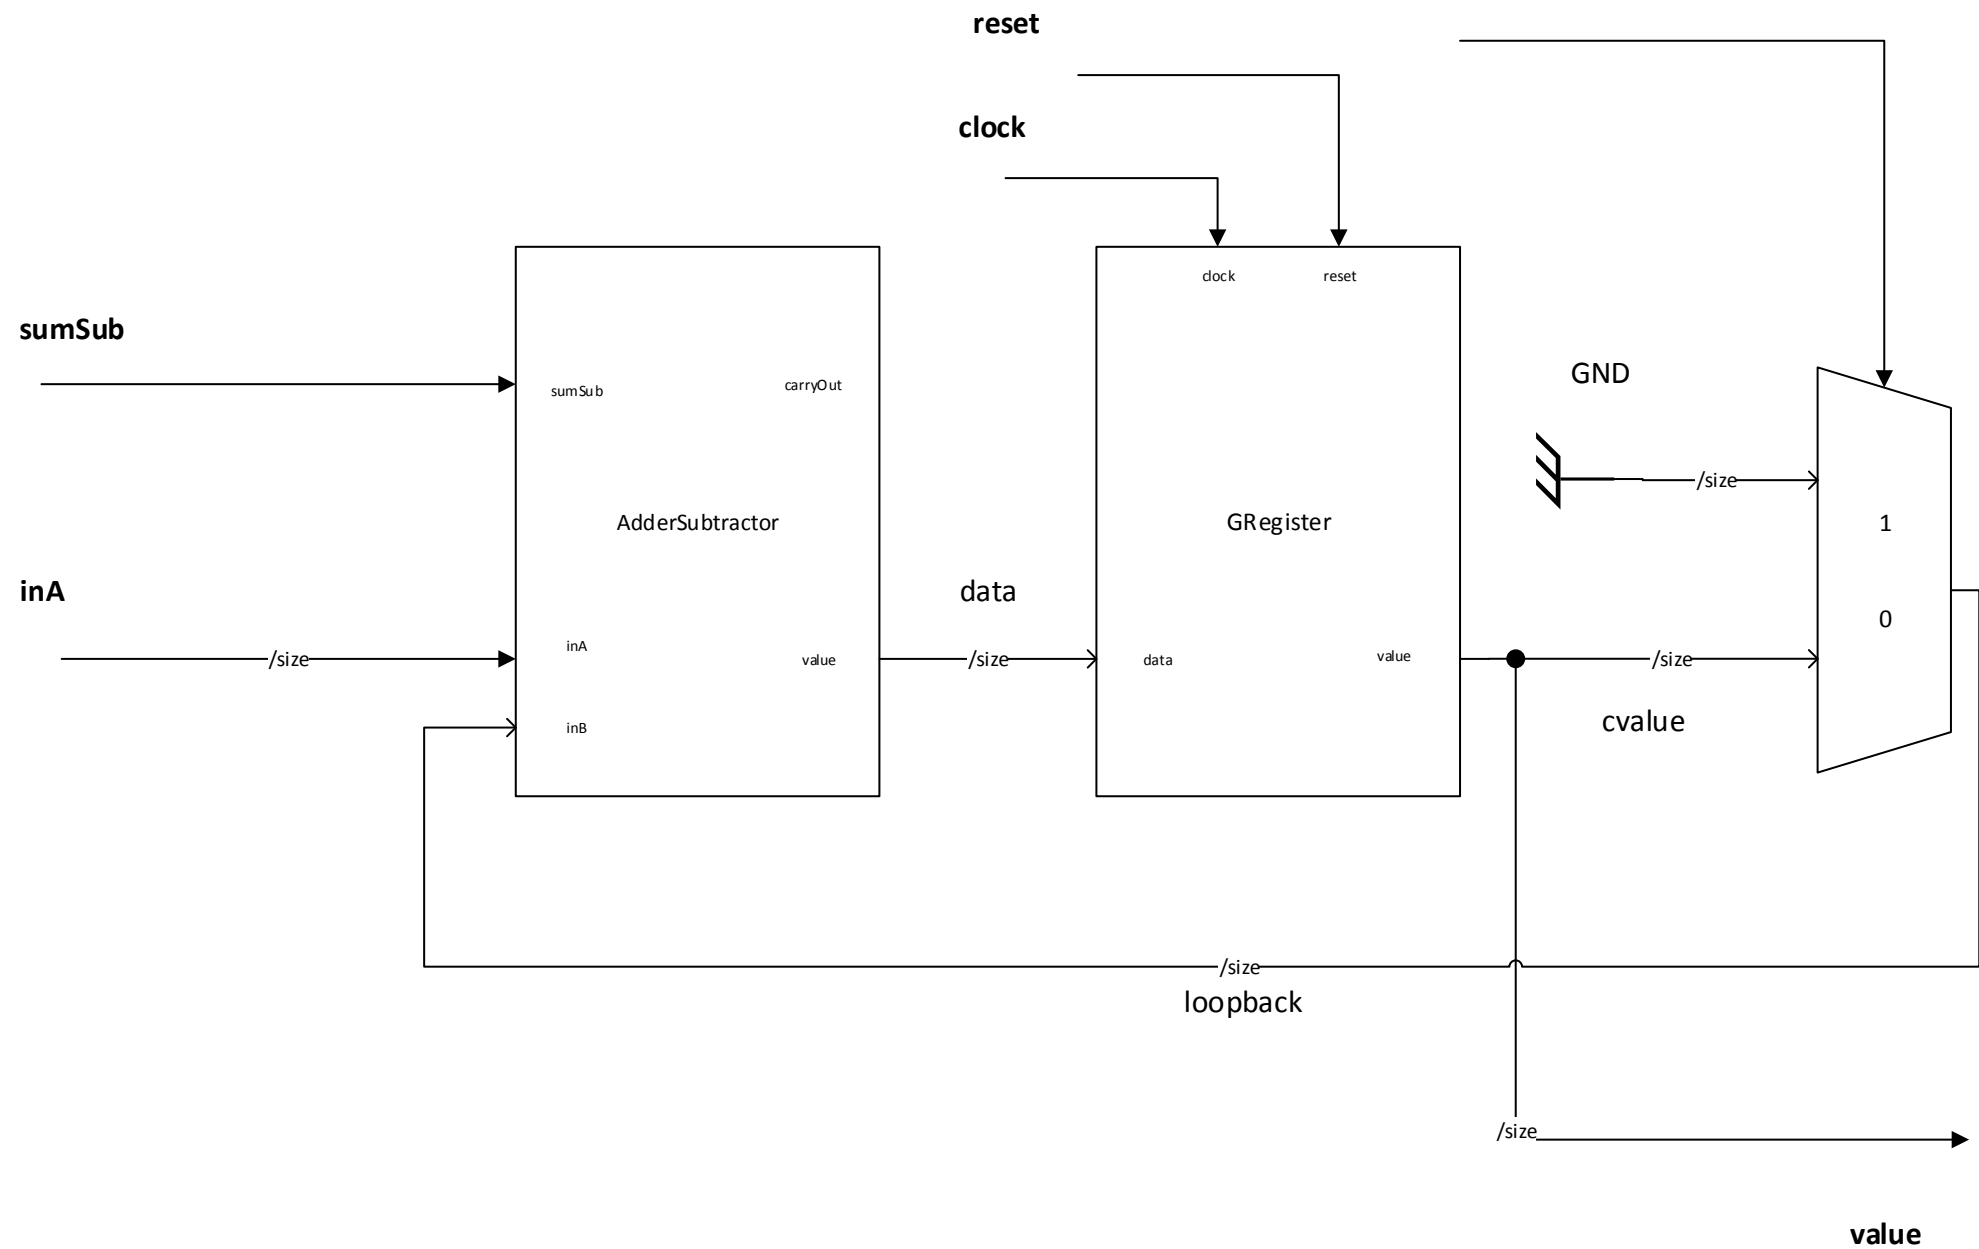 reset
clock
clock
reset
sumSub
GND
sumSub
carryOut
/size
AdderSubtractor
GRegister
1
inA
data
0
inA
/size
value
/size
data
value
/size
cvalue
inB
/size
loopback
/size
value